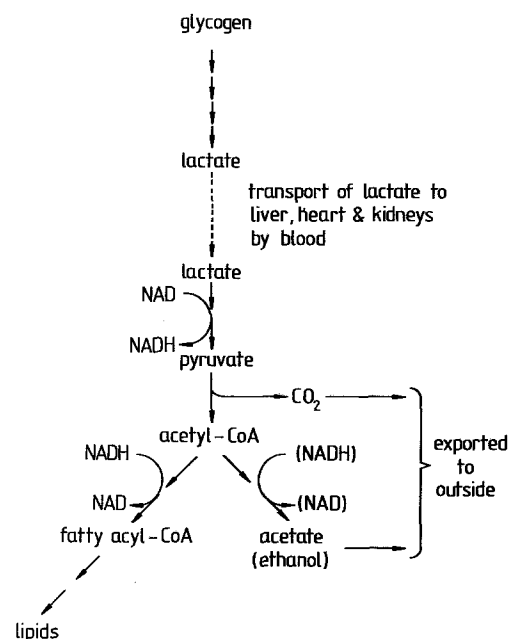 glycogen
lactate
transport of lactate to
liver, heart & kidneys
by blood
lactate
NAD
NADH
pyruvate
CO₂
acetyl-CoA
exported
to
outside
NADH
(NADH)
NAD
(NAD)
fatty acyl-CoA
acetate
(ethanol)
lipids